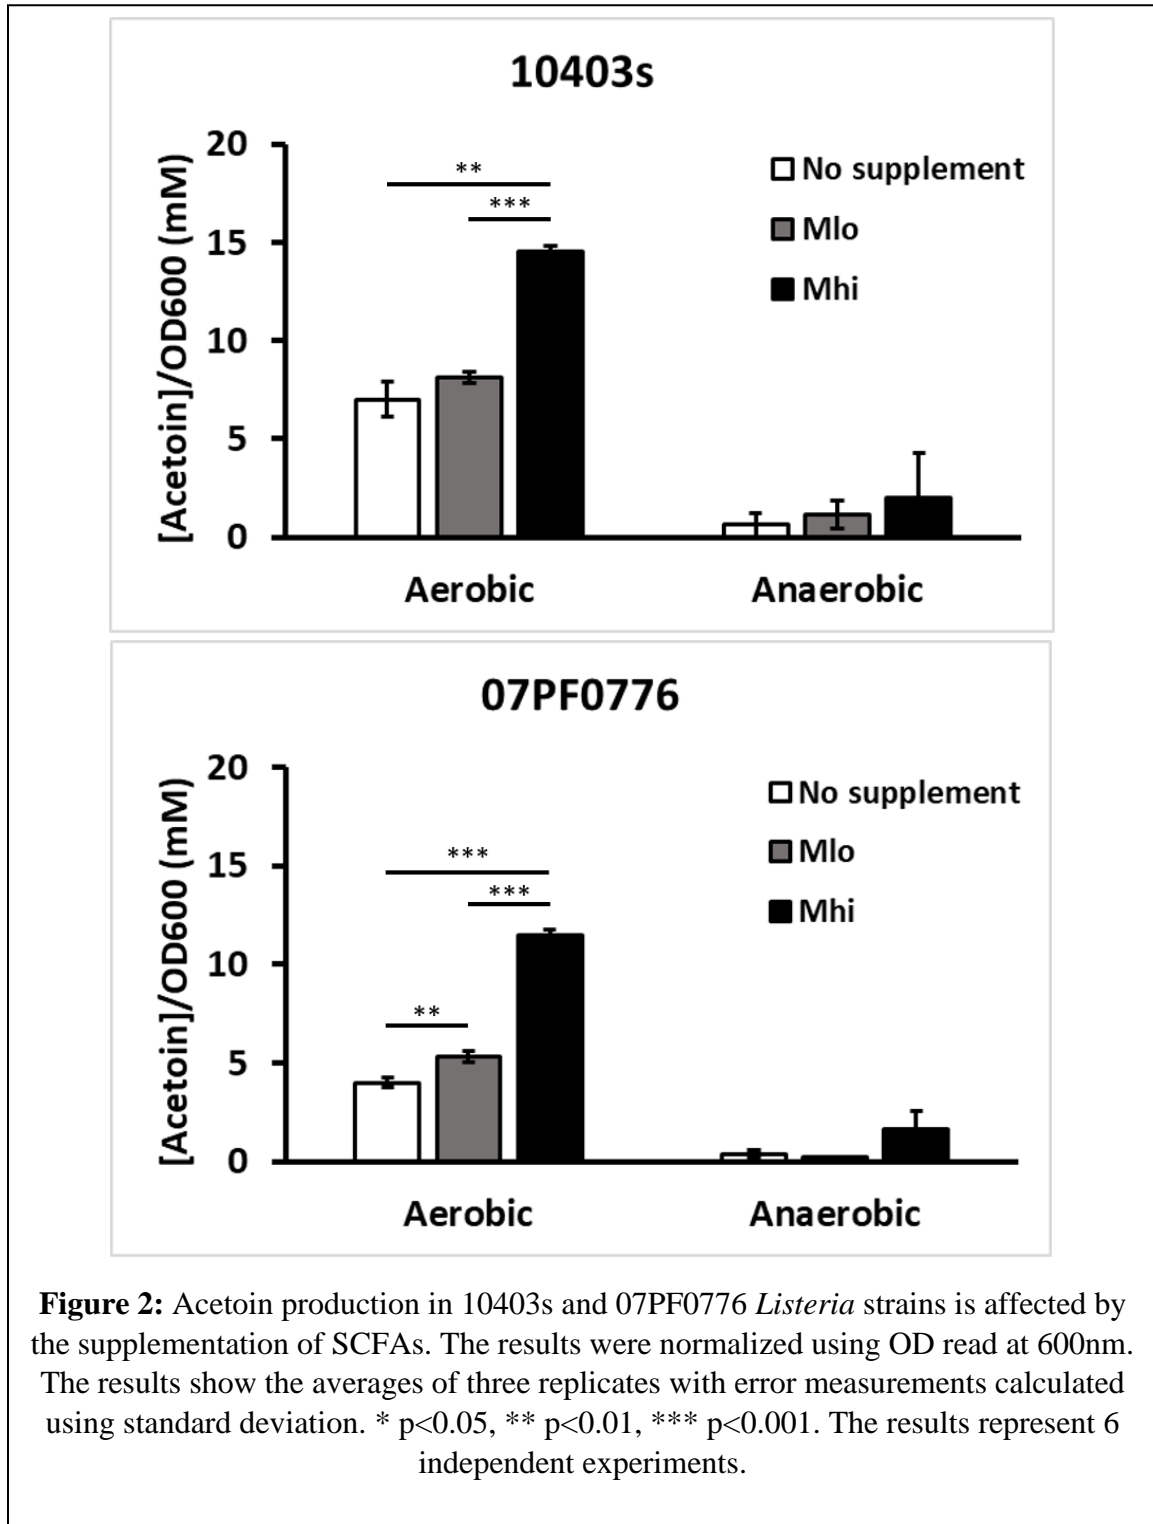 10403s
[Acetoin]/OD600 (mM)
20
15
10
5
0
**
***
No supplement
Mlo
Mhi
Aerobic
Anaerobic
07PF0776
[Acetoin]/OD600 (mM)
20
15
10
5
0
***
***
**
No supplement
Mlo
Mhi
Aerobic
Anaerobic
Figure 2: Acetoin production in 10403s and 07PF0776 Listeria strains is affected by
the supplementation of SCFAs. The results were normalized using OD read at 600nm.
The results show the averages of three replicates with error measurements calculated
using standard deviation. * p<0.05, ** p<0.01, *** p<0.001. The results represent 6
independent experiments.